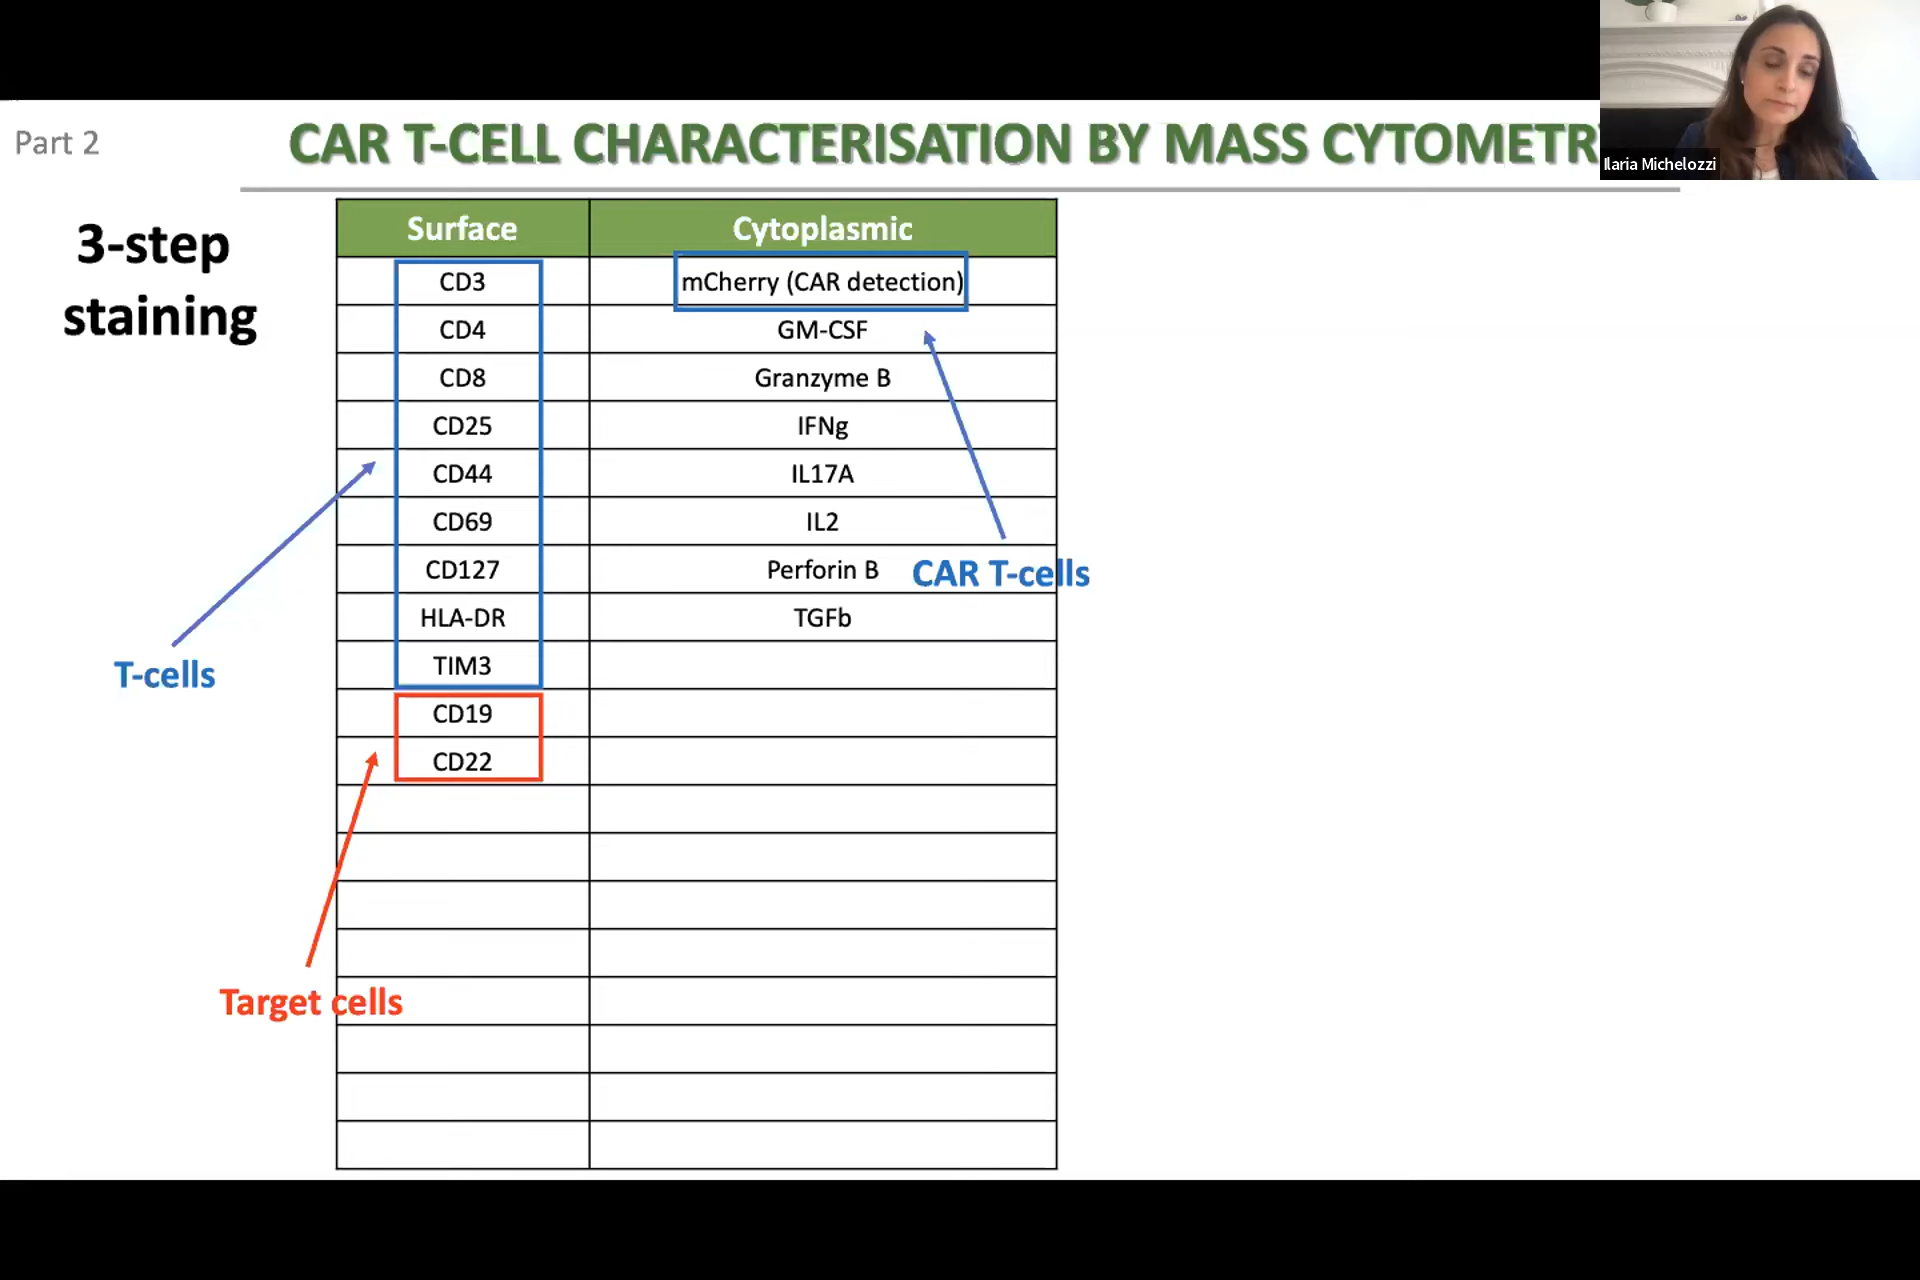 Part 2
CAR T-CELL CHARACTERISATION BY MASS CYTOMETR
Ilaria Michelozzi
3-step
staining
Surface Cytoplasmic
CD3 mCherry (CAR detection)
CD4 GM-CSF
CD8 Granzyme B
CD25 IFNg
CD44 IL17A
CD69 IL2
CD127 Perforin B
CAR T-cells
HLA-DR TGFb
TIM3
T-cells
CD19
CD22
Target cells